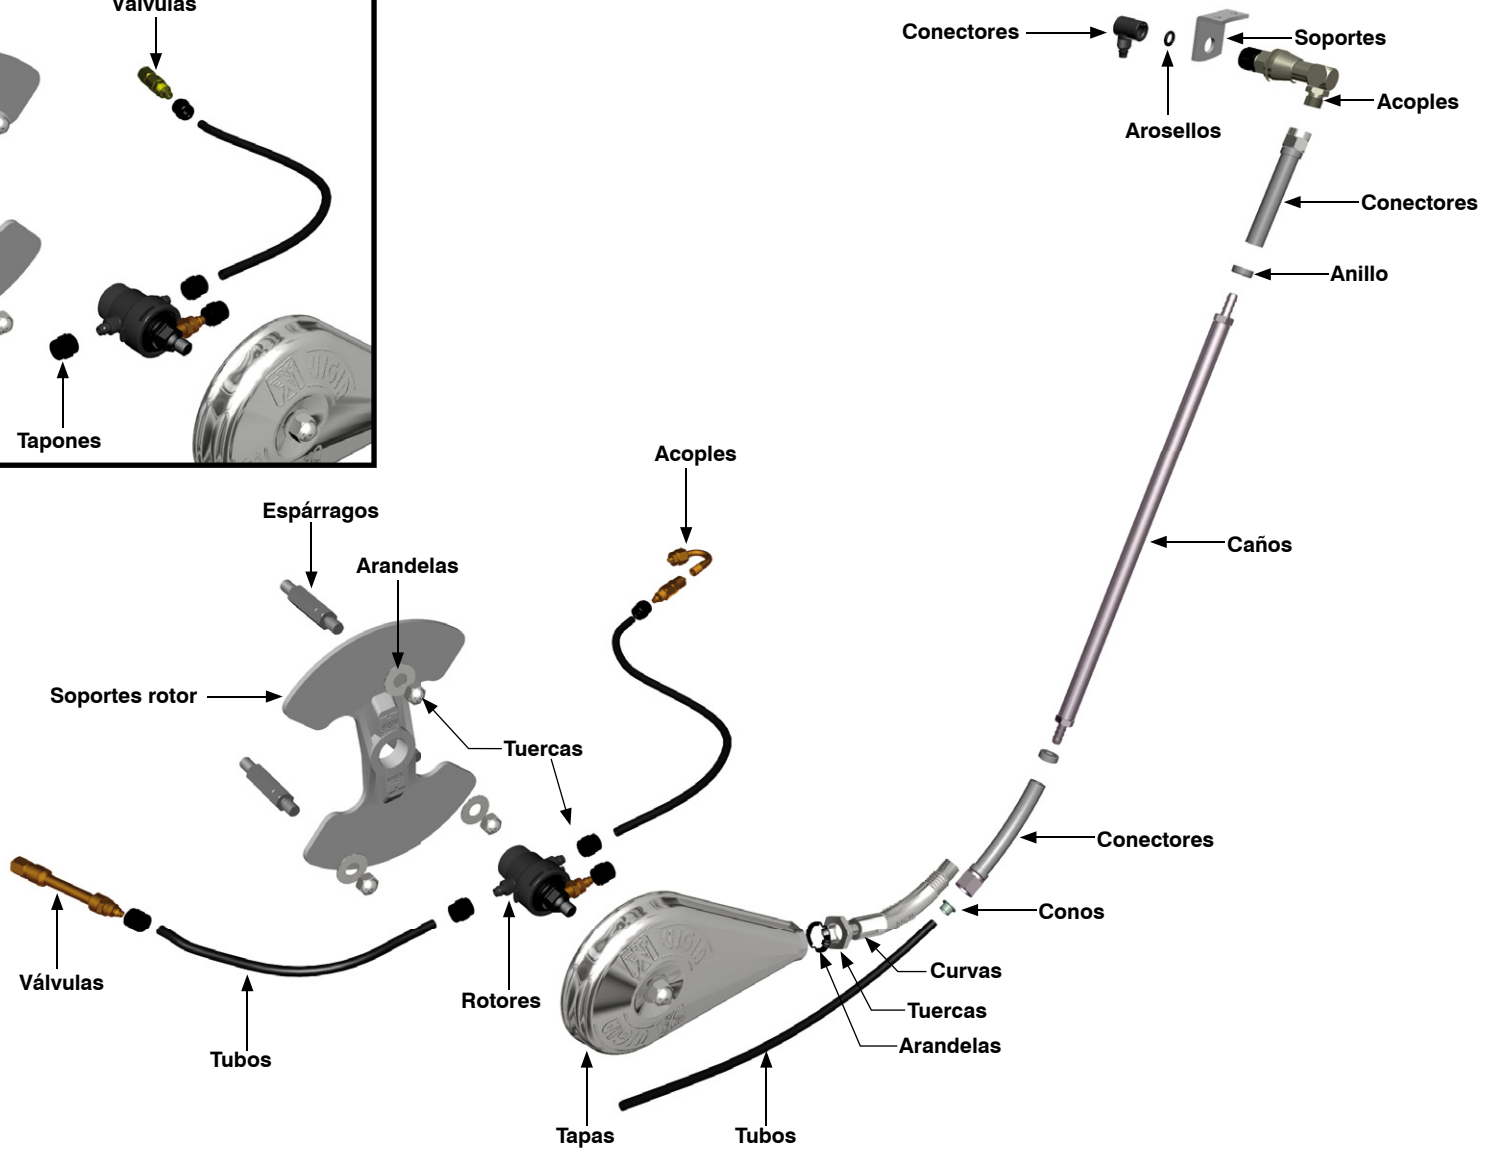 Válvulas
Conectores
Soportes
Acoples
Arosellos
Conectores
Anillo
Tapones
Acoples
Espárragos
Caños
Arandelas
Soportes rotor
Tuercas
Conectores
Conos
Curvas
Válvulas
Rotores
Tuercas
Arandelas
Tubos
Tapas
Tubos